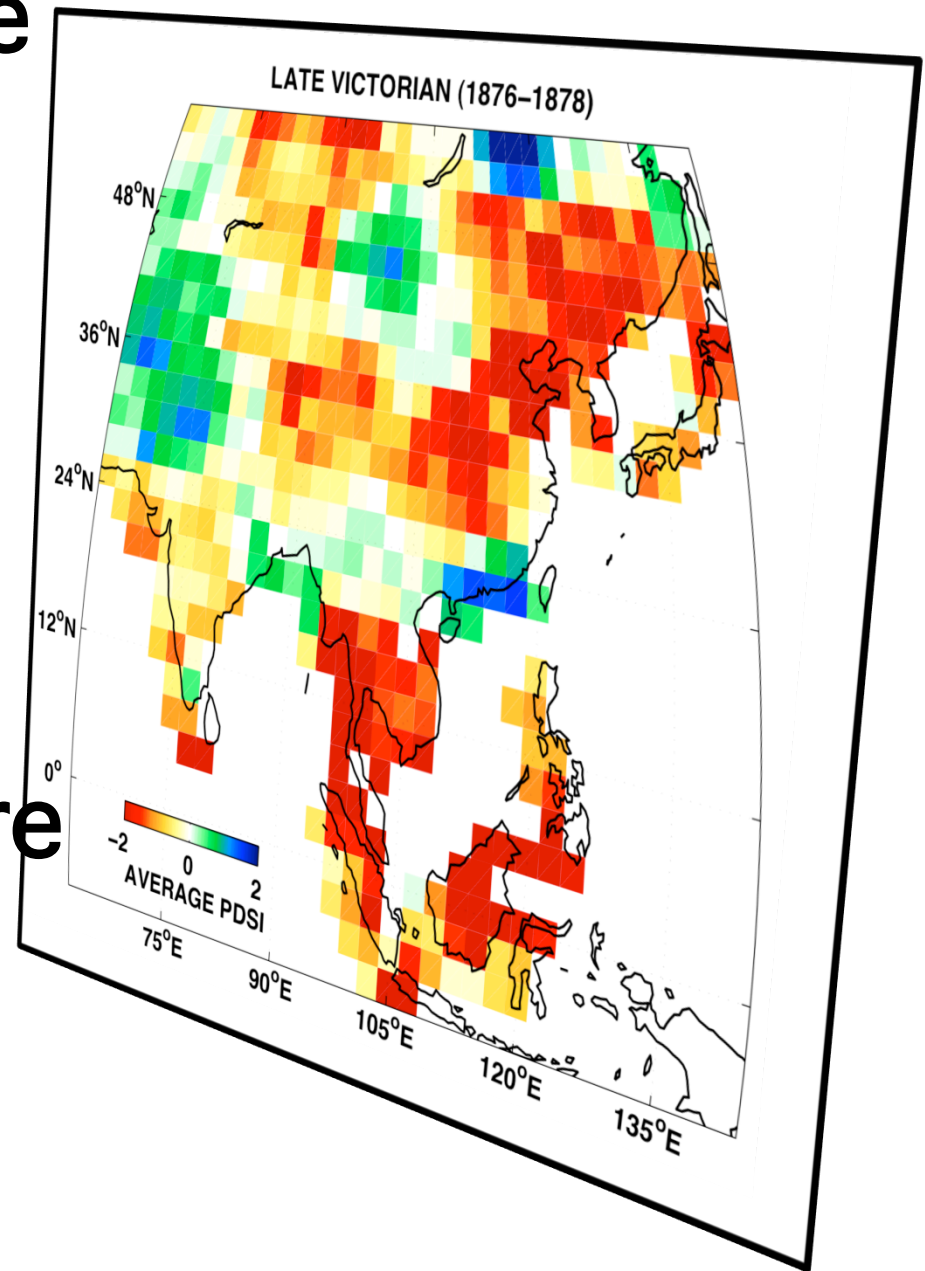 e
LATE VICTORIAN (1876–1878)
48°N
36°N
24°N
12°N
0°
re
−2
0
2
AVERAGE PDSI
75°E
90°E
105°E
120°E
135°E